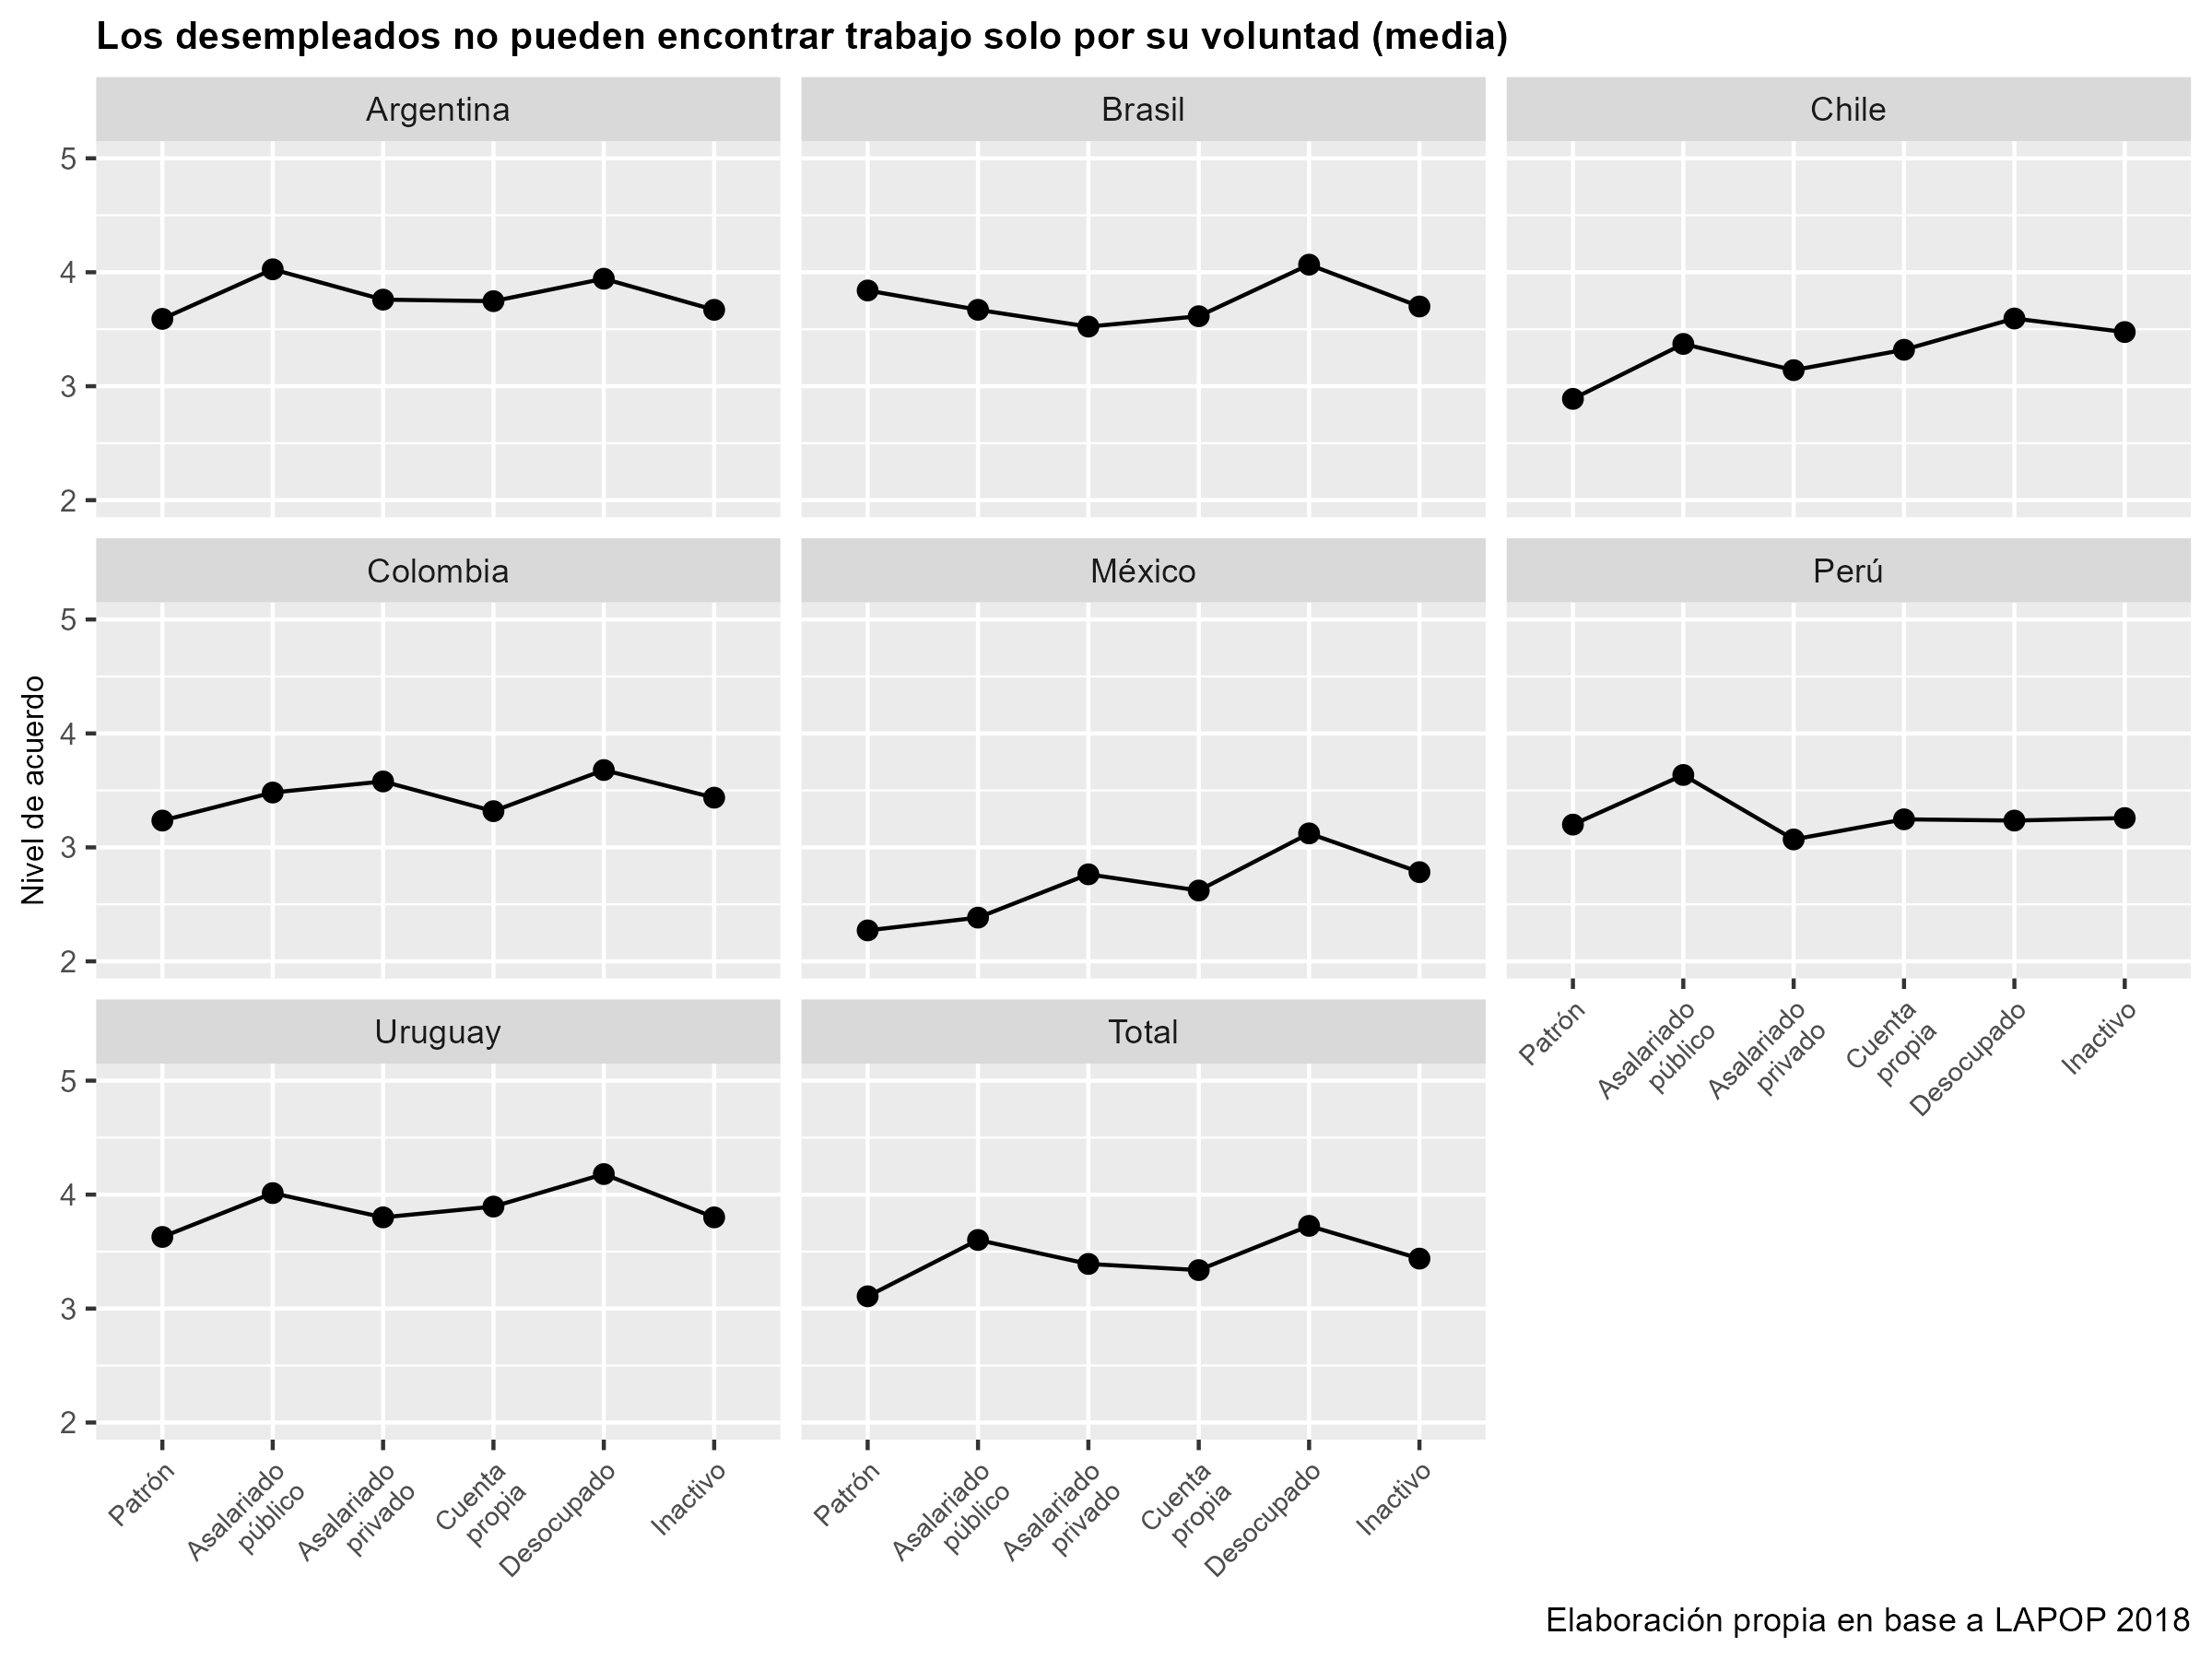 Los desempleados no pueden encontrar trabajo solo por su voluntad (media)
Argentina
Brasil
Chile
5
4
3
2
Colombia
México
Perú
Nivel de acuerdo
5
4
3
2
Patrón
Asalariado
público
Asalariado
privado
Cuenta
propia
Desocupado
Inactivo
Uruguay
Total
5
4
3
2
Patrón
Asalariado
público
Asalariado
privado
Cuenta
propia
Desocupado
Inactivo
Patrón
Asalariado
público
Asalariado
privado
Cuenta
propia
Desocupado
Inactivo
Elaboración propia en base a LAPOP 2018